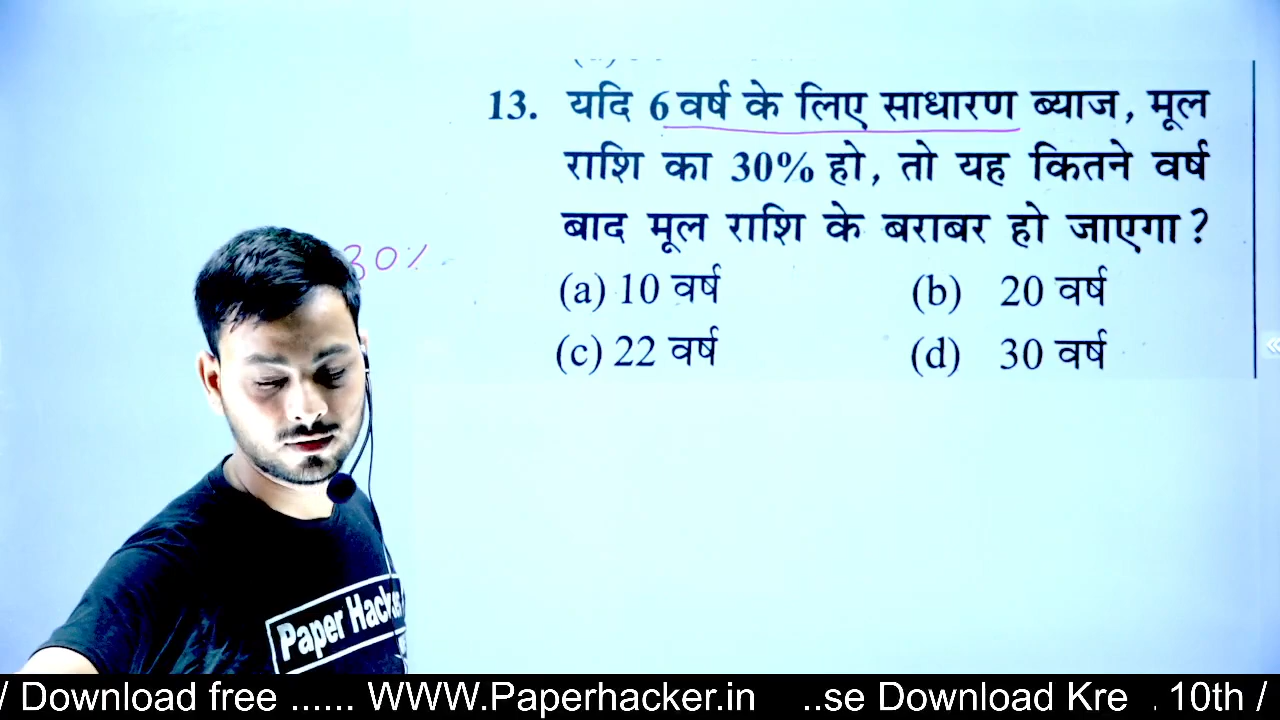 13. यदि 6 वर्ष के लिए साधारण ब्याज, मूल
राशि का 30% हो, तो यह कितने वर्ष
बाद मूल राशि के बराबर हो जाएगा?
(a) 10 वर्ष (b) 20 वर्ष
(c) 22 वर्ष (d) 30 वर्ष
30%
Paper Hackers
/ Download free ...... WWW.Paperhacker.in ..se Download Kre . 10th /